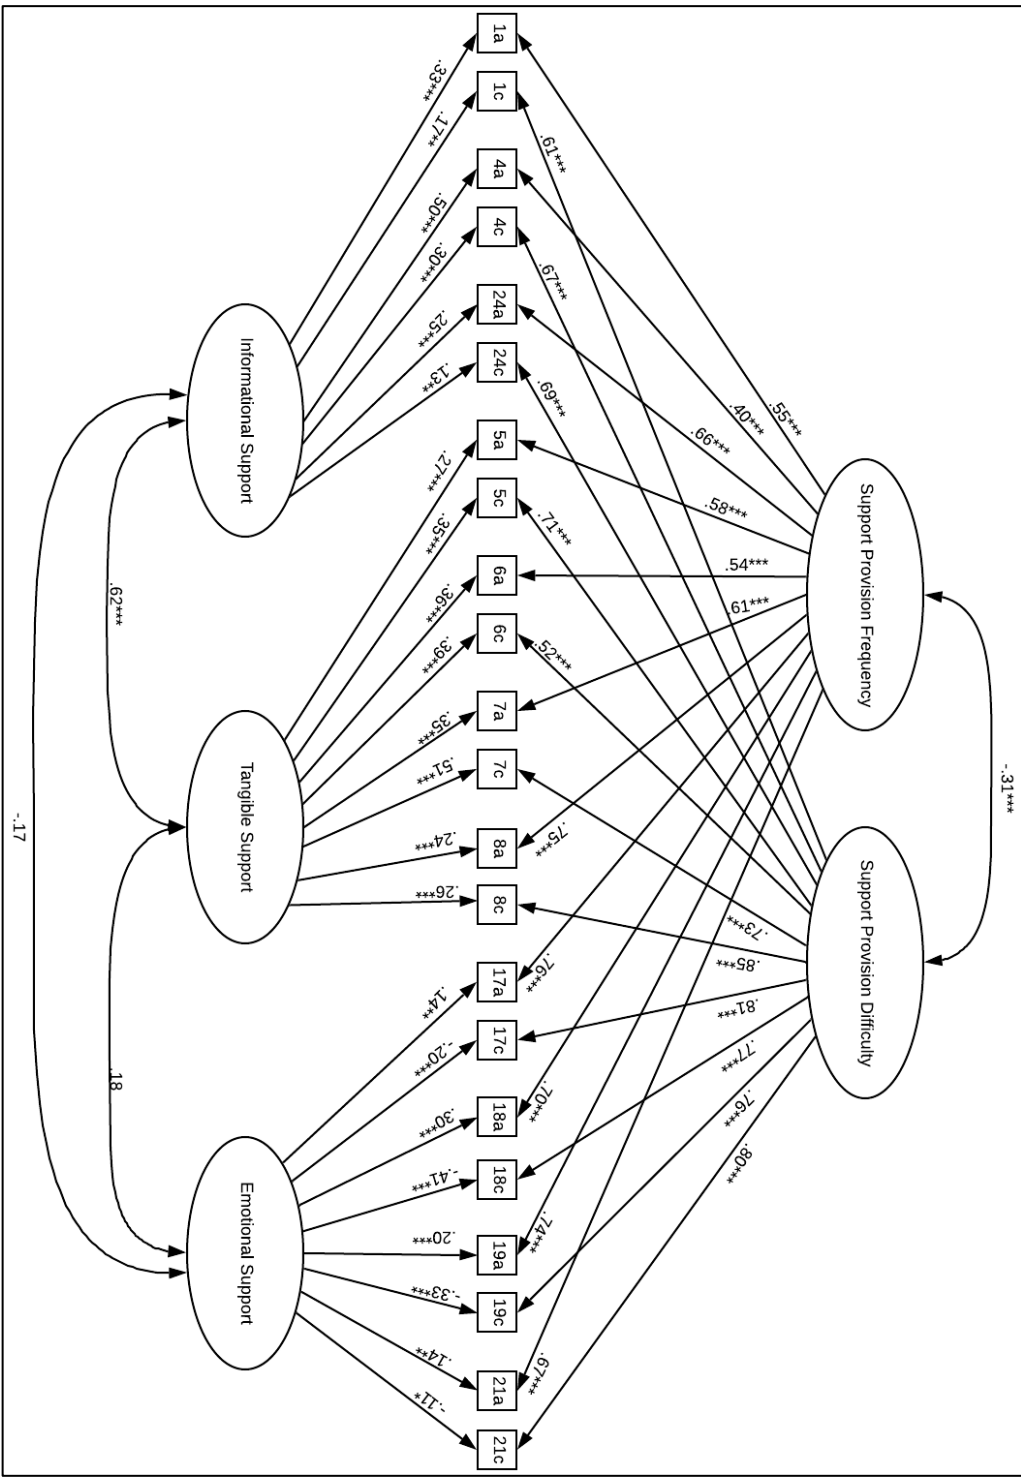 -.31***
Support Provision Frequency
Support Provision Difficulty
.55***
.40***
.66***
.58***
.54***
.61***
.73***
.85***
.81***
.77***
.76***
.80***
.61***
.67***
.69***
.71***
.52***
.75***
.76***
.70***
.74***
.67***
1a
1c
4a
4c
24a
24c
5a
5c
6a
6c
7a
7c
8a
8c
17a
17c
18a
18c
19a
19c
21a
21c
.33***
.17**
.50***
.30***
.25***
.13**
.27***
.35***
.36***
.39***
.35***
.51***
.24***
.26***
.14**
-.20***
.30***
-.41***
.20***
-.33***
.14**
-.11*
Informational Support
Tangible Support
Emotional Support
.62***
.18
-.17